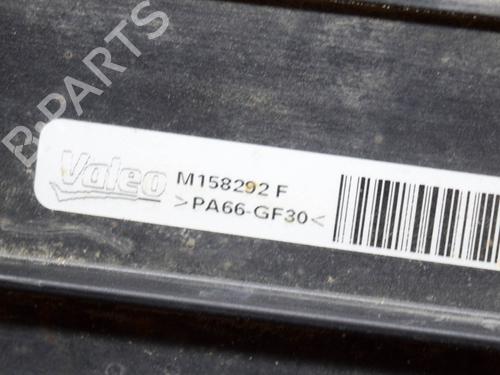 B-PARTS
Valeo
M158292 F
>PA66-GF30<